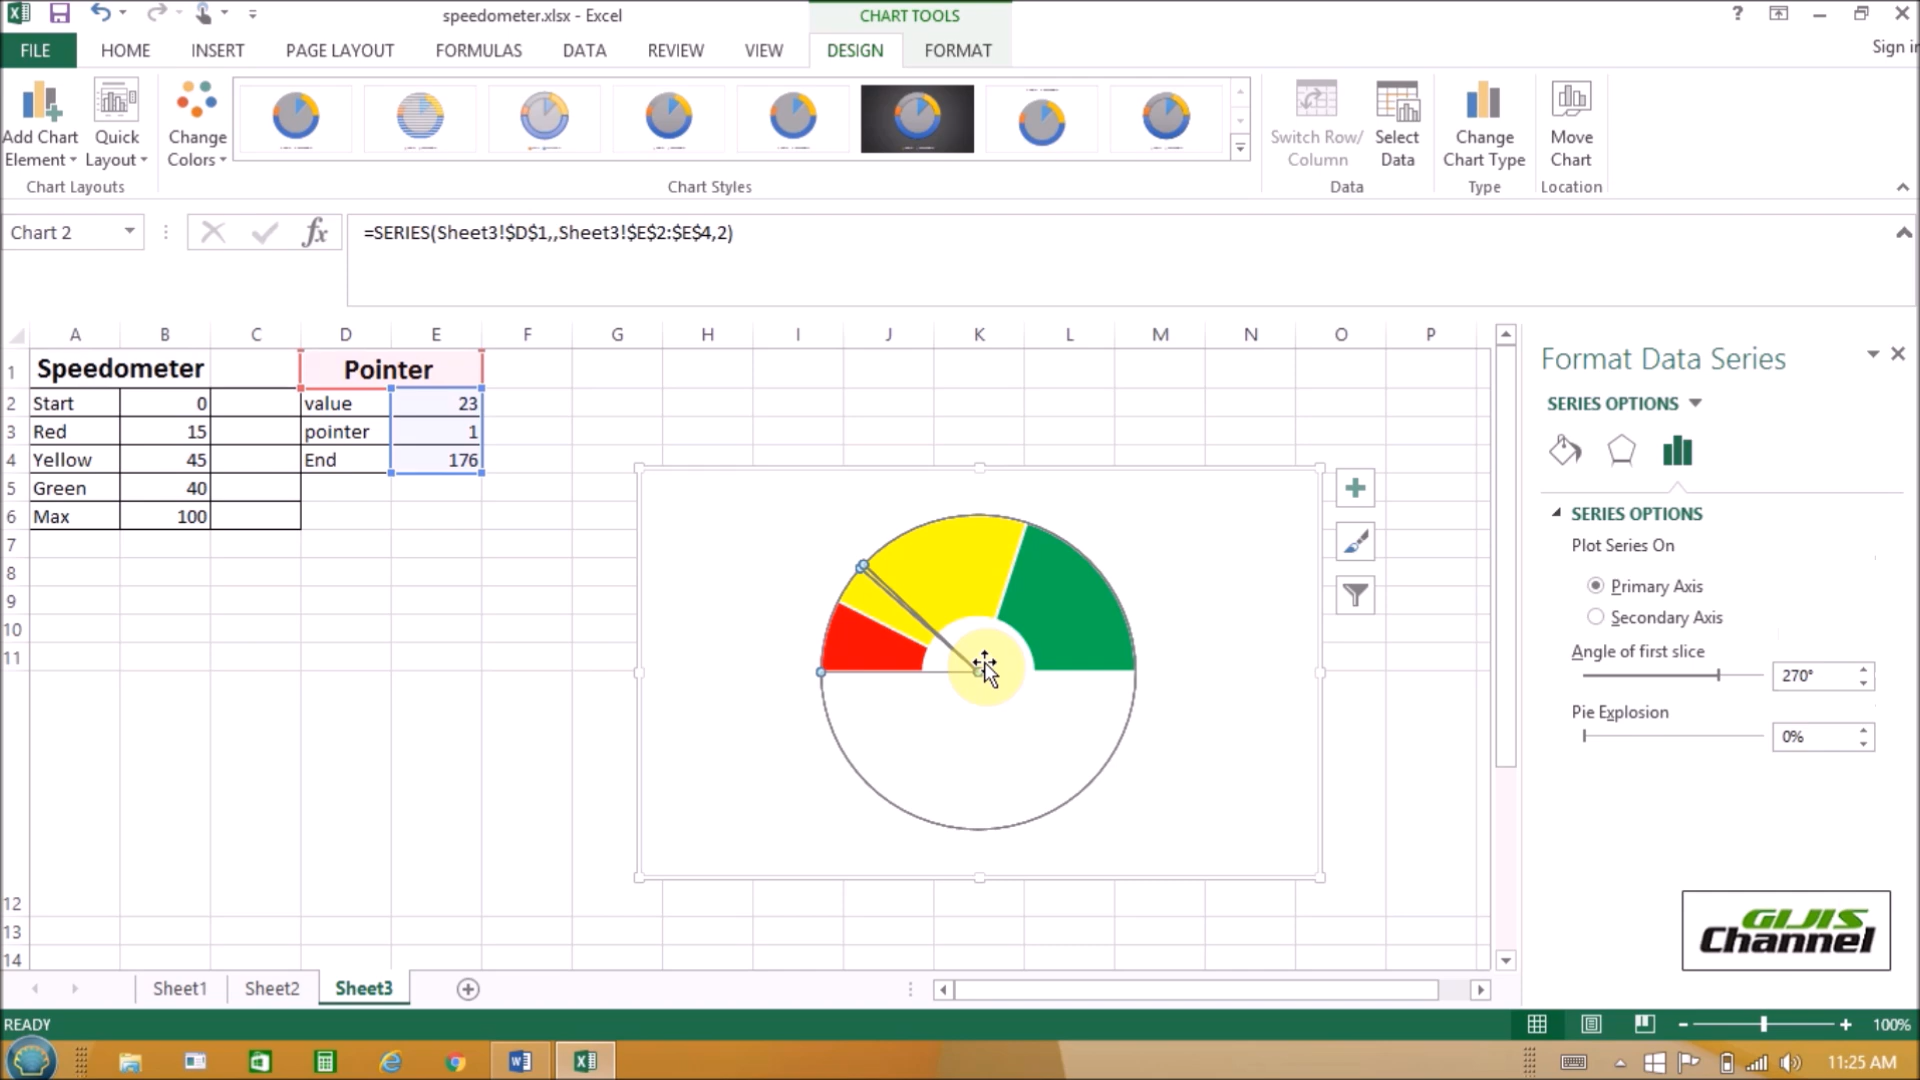 speedometer.xlsx - Excel
CHART TOOLS
?
Sign in
FILE HOME INSERT PAGE LAYOUT FORMULAS DATA REVIEW VIEW DESIGN FORMAT
Add Chart
Element
Quick
Layout
Change
Colors
Switch Row/
Column
Select
Data
Change
Chart Type
Move
Chart
Chart Layouts
Chart Styles
Data
Type
Location
Chart 2
fx
=SERIES(Sheet3!$D$1,,Sheet3!$E$2:$E$4,2)
A B C D E F G H I J K L M N O P
1 Speedometer Pointer
2 Start 0 value 23
3 Red 15 pointer 1
4 Yellow 45 End 176
5 Green 40
6 Max 100
7
8
9
10
11
12
13
14
Format Data Series
SERIES OPTIONS
SERIES OPTIONS
Plot Series On
Primary Axis
Secondary Axis
Angle of first slice
270°
Pie Explosion
0%
GIJIS
Channel
Sheet1 Sheet2 Sheet3
READY
100%
11:25 AM